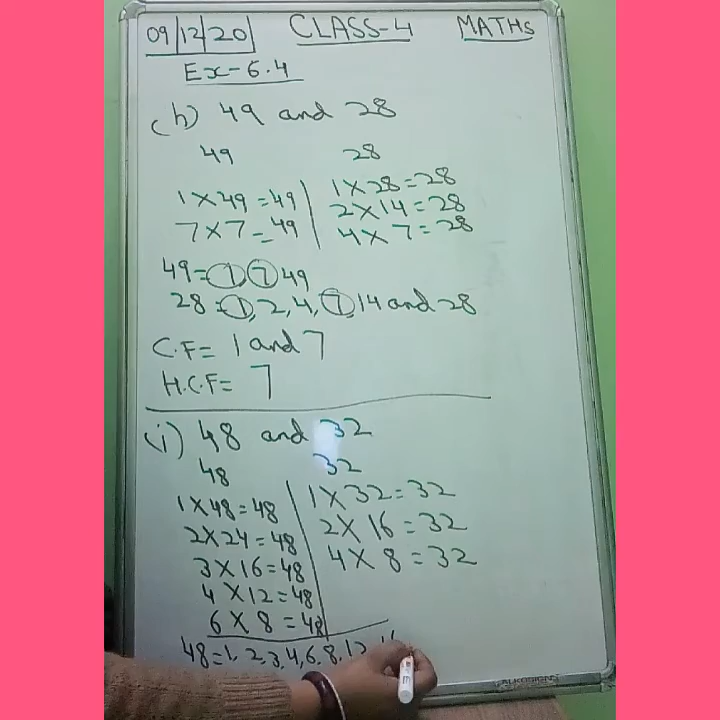 09/12/20 CLASS-4 MATHS
Ex-6.4
(h) 49 and 28
49 28
1×49=49 1×28=28
7×7=49 2×14=28
4×7=28
49=1,7,49
28=1,2,4,7,14 and 28
C.F= 1 and 7
H.C.F= 7
(i) 48 and 32
48 32
1×48=48 1×32=32
2×24=48 2×16=32
3×16=48 4×8=32
4×12=48
6×8=48
48=1,2,3,4,6,8,12,